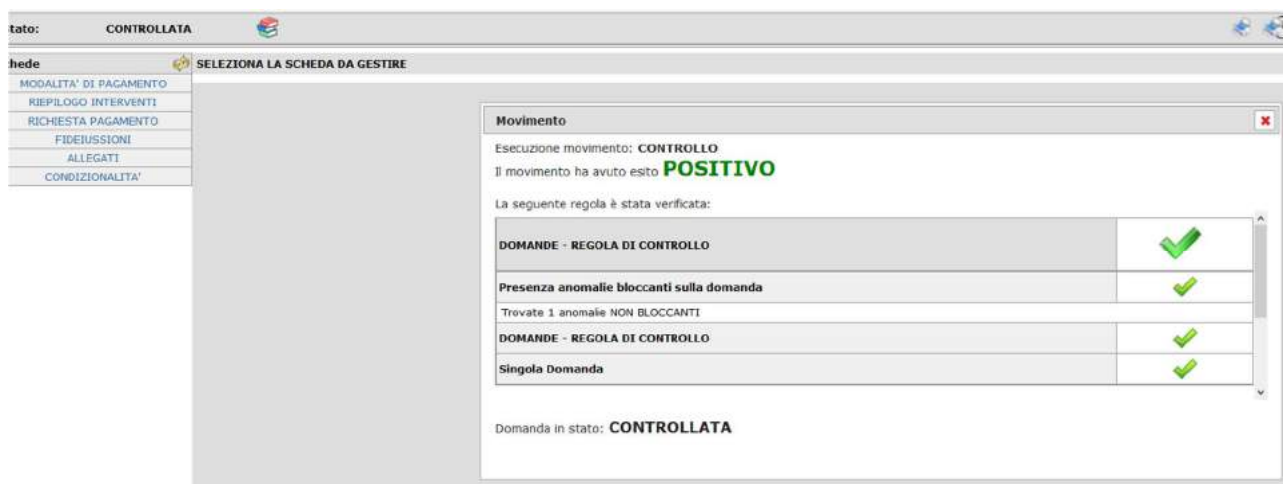 tato: CONTROLLATA
hede
SELEZIONA LA SCHEDA DA GESTIRE
MODALITA' DI PAGAMENTO
RIEPILOGO INTERVENTI
RICHIESTA PAGAMENTO
FIDEIUSSIONI
ALLEGATI
CONDIZIONALITA'
Movimento
Esecuzione movimento: CONTROLLO
Il movimento ha avuto esito POSITIVO
La seguente regola è stata verificata:
DOMANDE - REGOLA DI CONTROLLO
Presenza anomalie bloccanti sulla domanda
Trovate 1 anomalie NON BLOCCANTI
DOMANDE - REGOLA DI CONTROLLO
Singola Domanda
Domanda in stato: CONTROLLATA